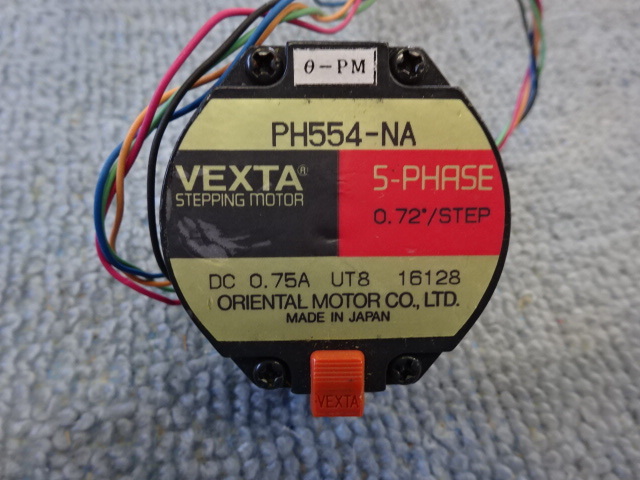 θ-PM
PH554-NA
VEXTA® 5-PHASE
STEPPING MOTOR 0.72°/STEP
DC 0.75A UT8 16128
ORIENTAL MOTOR CO., LTD.
MADE IN JAPAN
VEXTA